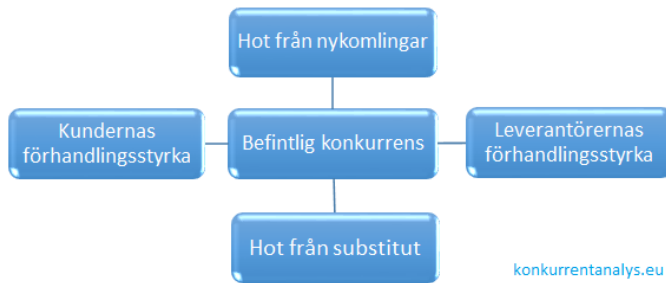 Hot från nykomlingar
Kundernas
förhandlingsstyrka
Befintlig konkurrens
Leverantörernas
förhandlingsstyrka
Hot från substitut
konkurrentanalys.eu